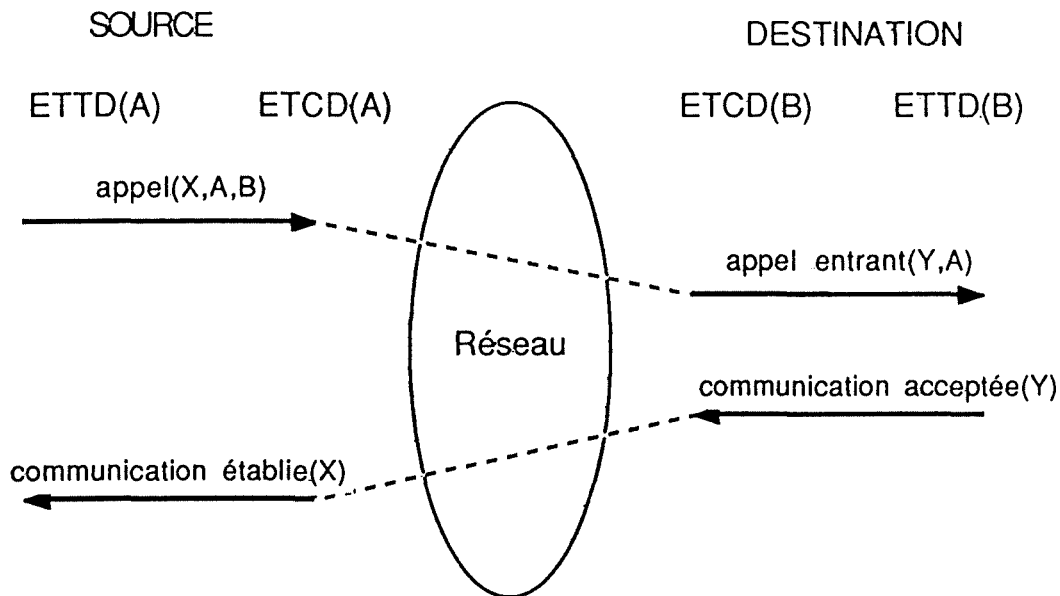 SOURCE
DESTINATION
ETTD(A)
ETCD(A)
ETCD(B)
ETTD(B)
appel(X,A,B)
appel entrant(Y,A)
Réseau
communication acceptée(Y)
communication établie(X)